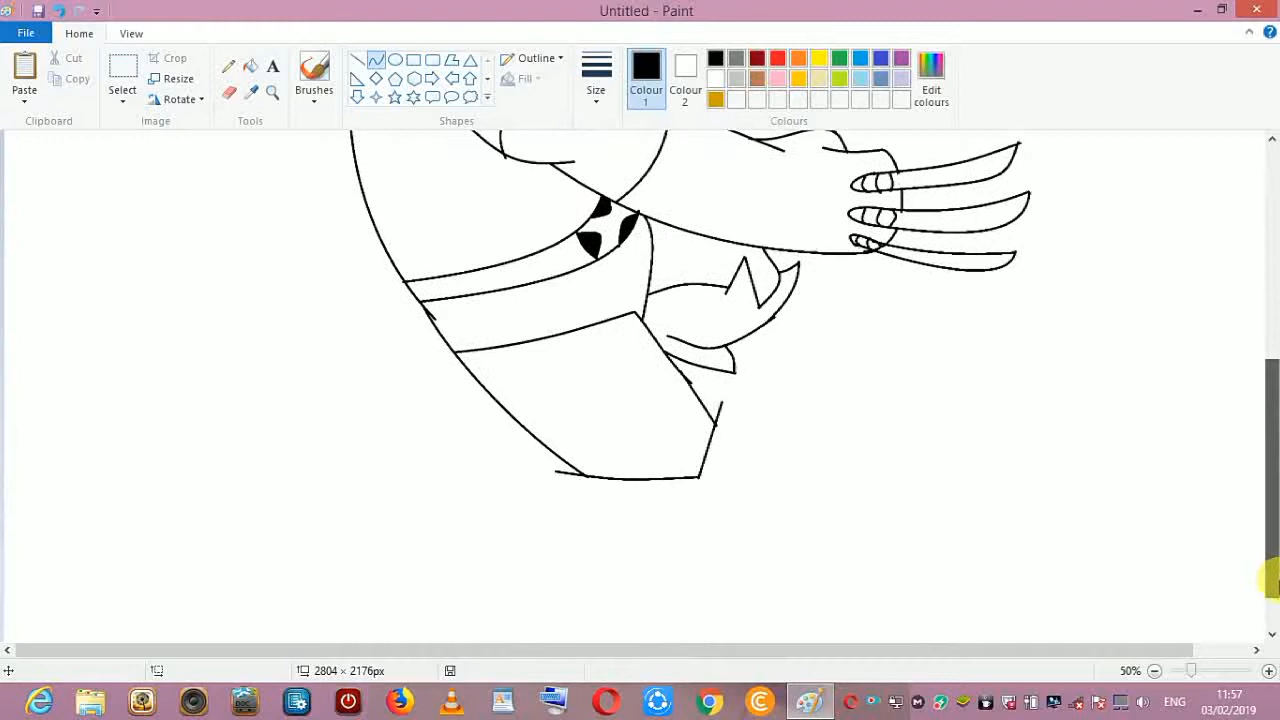 Untitled - Paint
File
Home
View
Paste
Cut
Copy
Clipboard
Select
Crop
Resize
Rotate
Image
A
Tools
Brushes
Shapes
Outline
Fill
Size
Colour
1
Colour
2
Edit
colours
Colours
2804 × 2176px
50%
DOC
ENG
11:57
03/02/2019